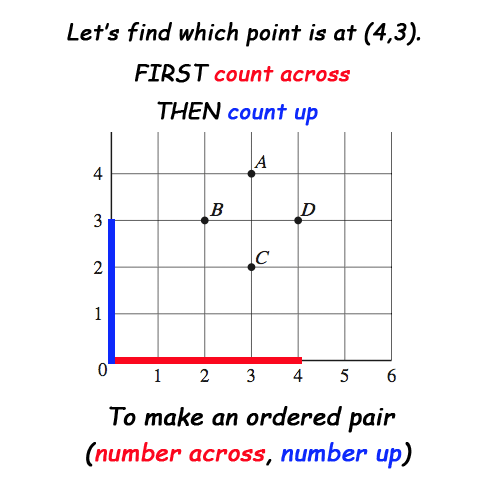 Let's find which point is at (4,3).
FIRST count across
THEN count up
A
4
B
D
3
C
2
1
0
1 2 3 4 5 6
To make an ordered pair
(number across, number up)